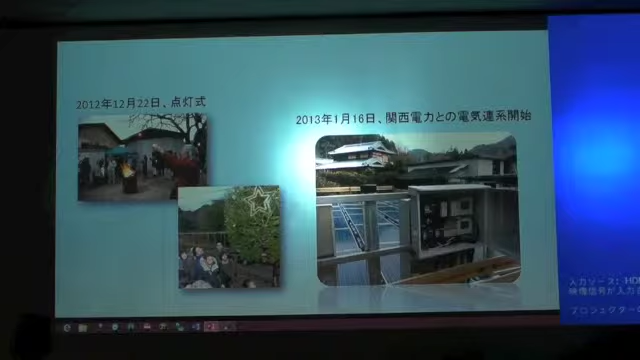 2012年12月22日、点灯式
2013年1月16日、関西電力との電気連系開始
入力ソース: HD
映像信号が入力
プロジェクターの